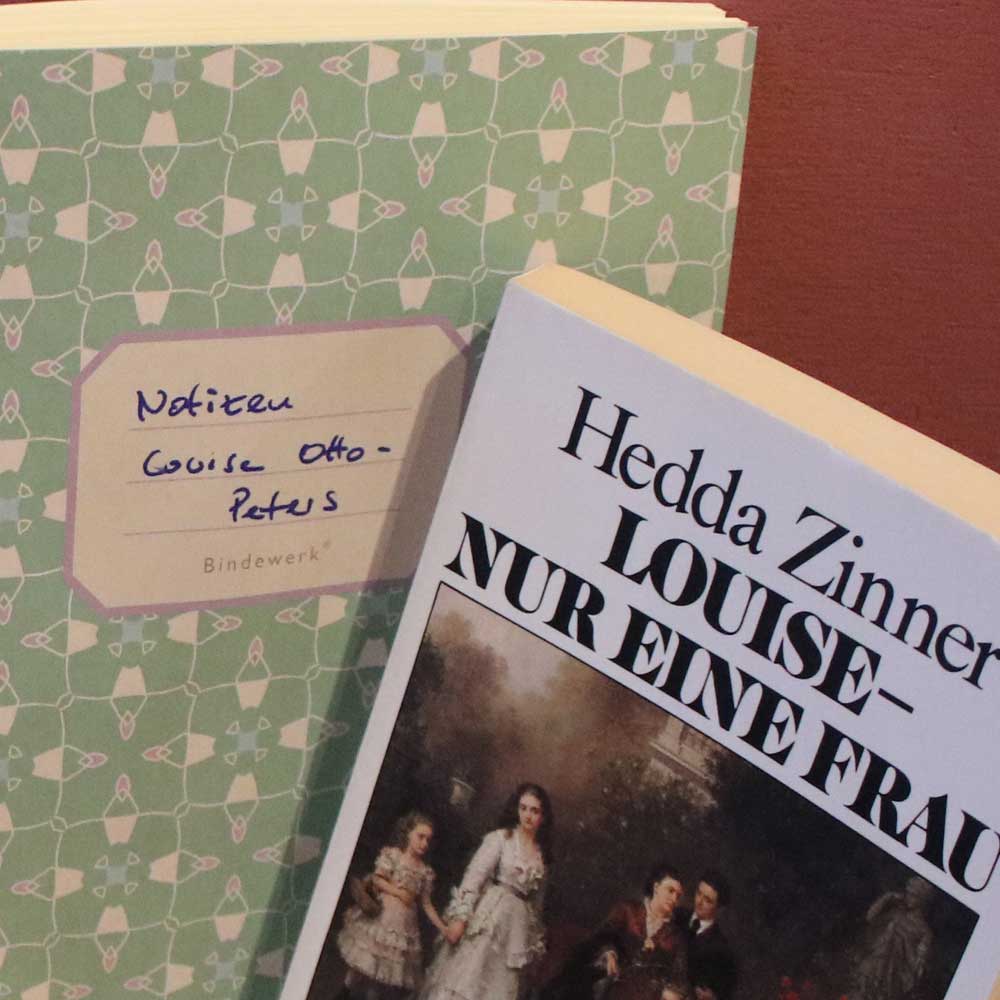 Notizen
Louise Otto-
Peters
Bindewerk®
Hedda Zinner
LOUISE–
NUR EINE FRAU